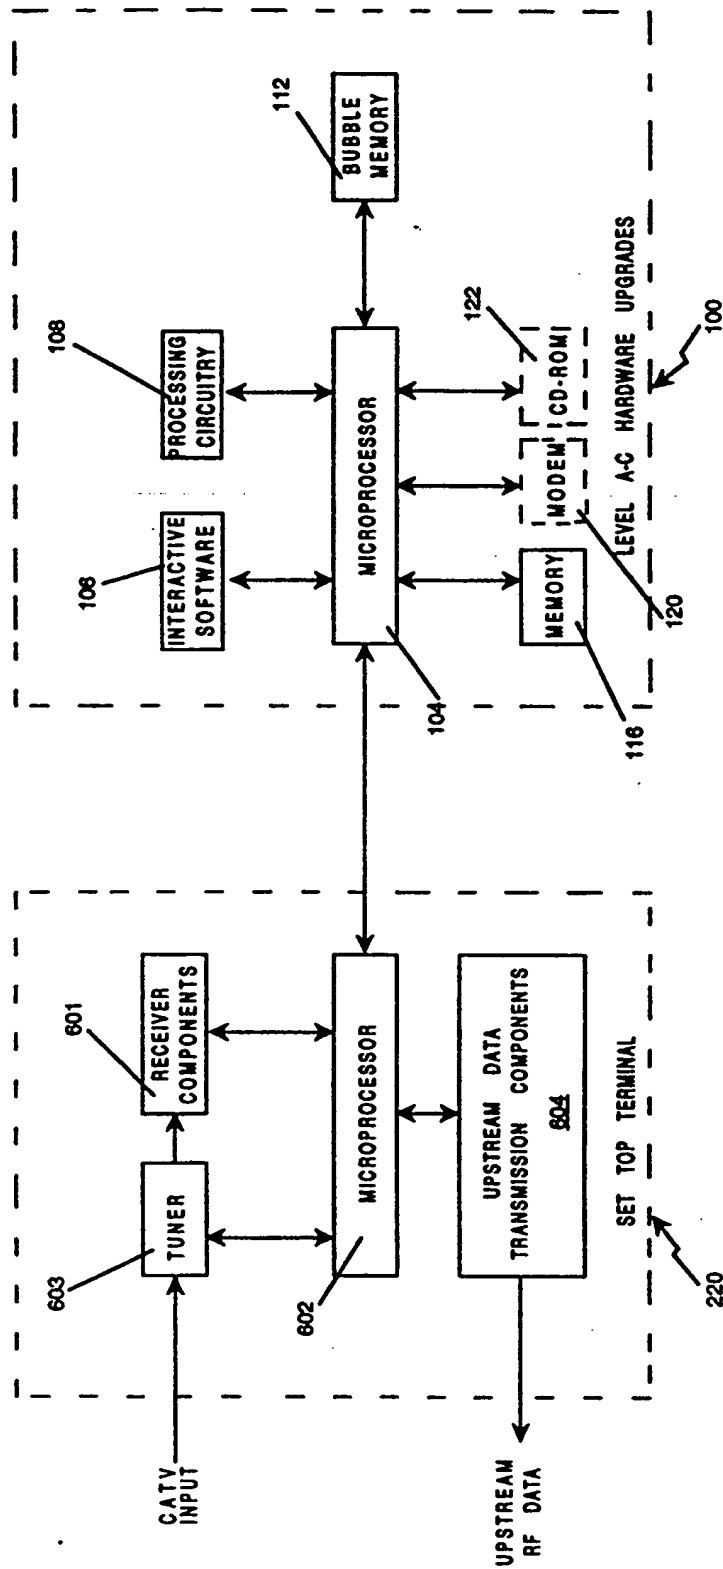 CATV
INPUT
603
TUNER
601
RECEIVER
COMPONENTS
602
MICROPROCESSOR
UPSTREAM DATA
TRANSMISSION COMPONENTS
604
UPSTREAM
RF DATA
SET TOP TERMINAL
220
108
INTERACTIVE
SOFTWARE
108
PROCESSING
CIRCUITRY
104
MICROPROCESSOR
112
BUBBLE
MEMORY
MEMORY
MODEM
CD-ROM
122
116
120
LEVEL A-C HARDWARE UPGRADES
100